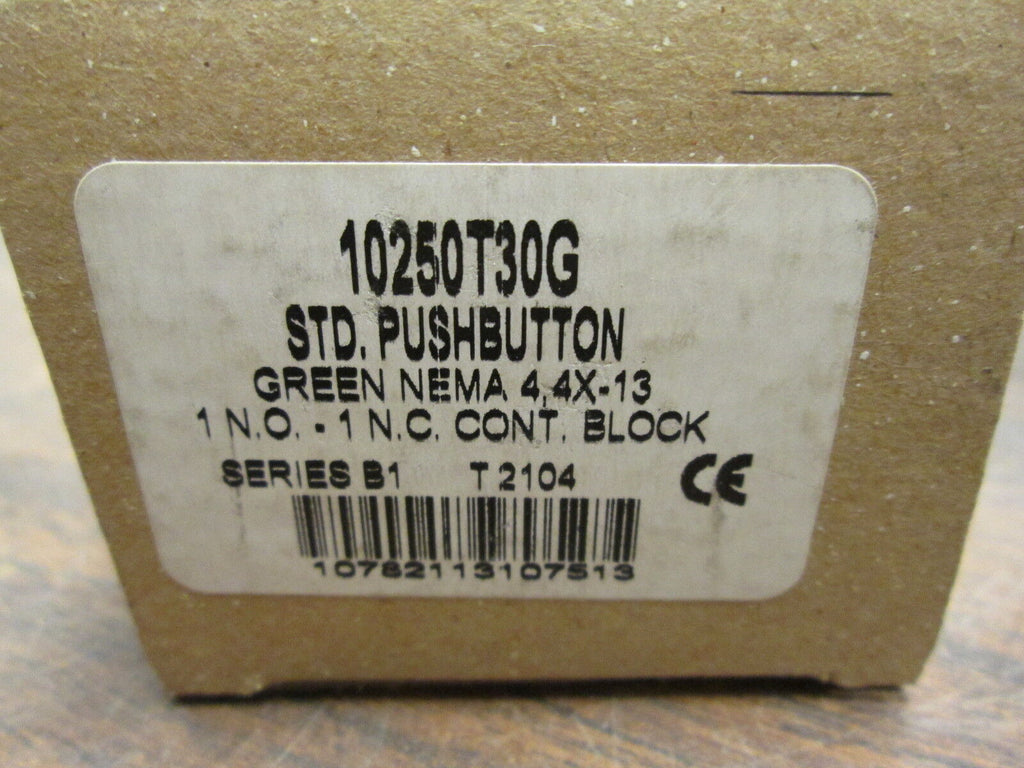 10250T30G
STD. PUSHBUTTON
GREEN NEMA 4,4X-13
1 N.O. - 1 N.C. CONT. BLOCK
SERIES B1 T 2104 CE
10782113107513